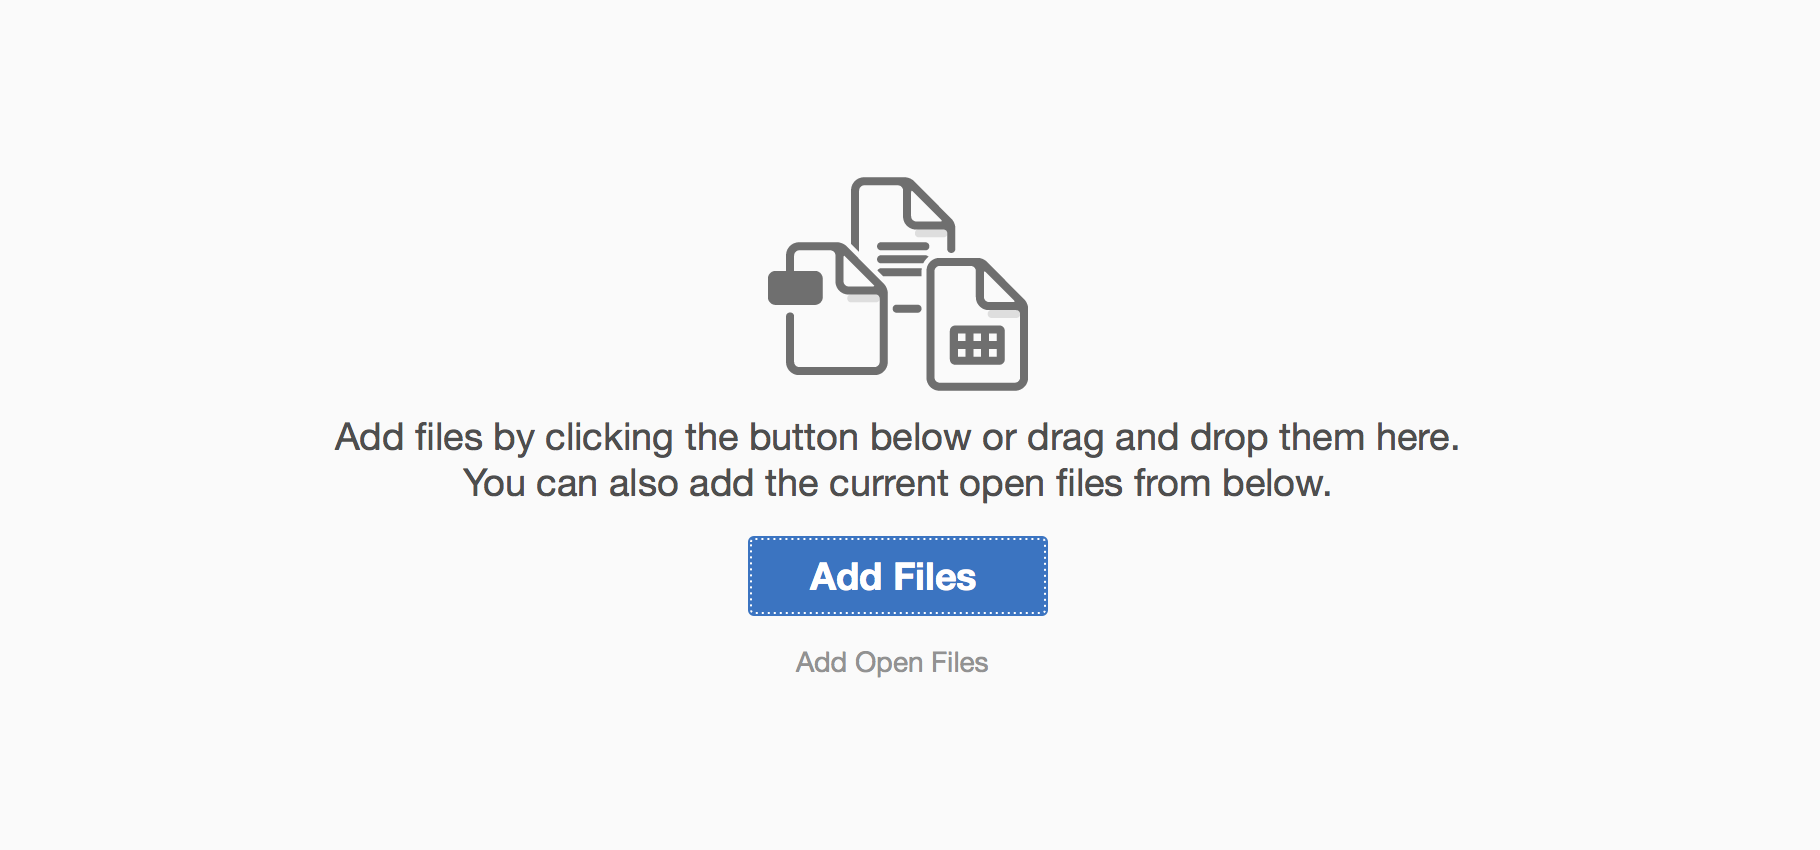 Add files by clicking the button below or drag and drop them here.
You can also add the current open files from below.
Add Files
Add Open Files